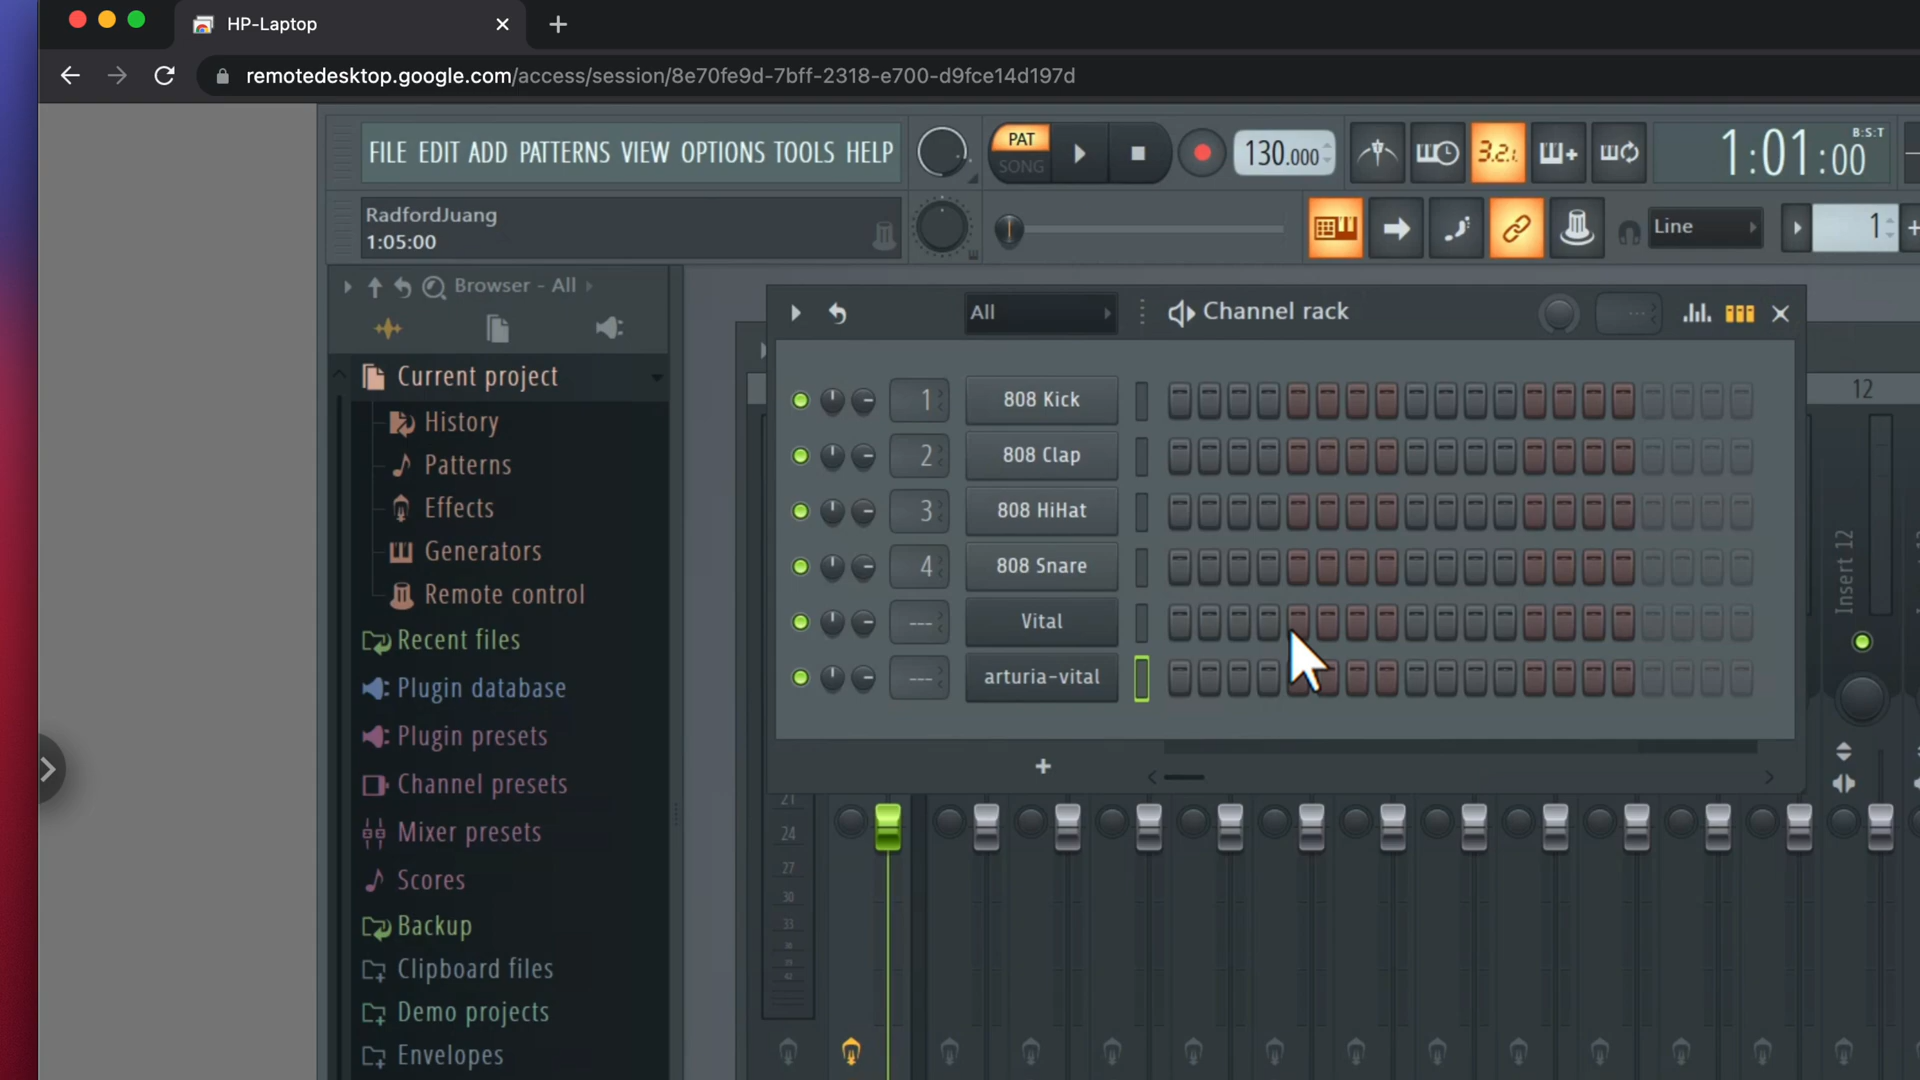 HP-Laptop
remotedesktop.google.com/access/session/8e70fe9d-7bff-2318-e700-d9fce14d197d
FILE EDIT ADD PATTERNS VIEW OPTIONS TOOLS HELP
PAT
SONG
130.000
3.2.
1:01:00
B:S:T
RadfordJuang
1:05:00
Line
1
Browser - All
All
Channel rack
Current project
History
Patterns
Effects
Generators
Remote control
Recent files
Plugin database
Plugin presets
Channel presets
Mixer presets
Scores
Backup
Clipboard files
Demo projects
Envelopes
1
808 Kick
2
808 Clap
3
808 HiHat
4
808 Snare
---
Vital
---
arturia-vital
12
Insert 12
21
24
27
30
33